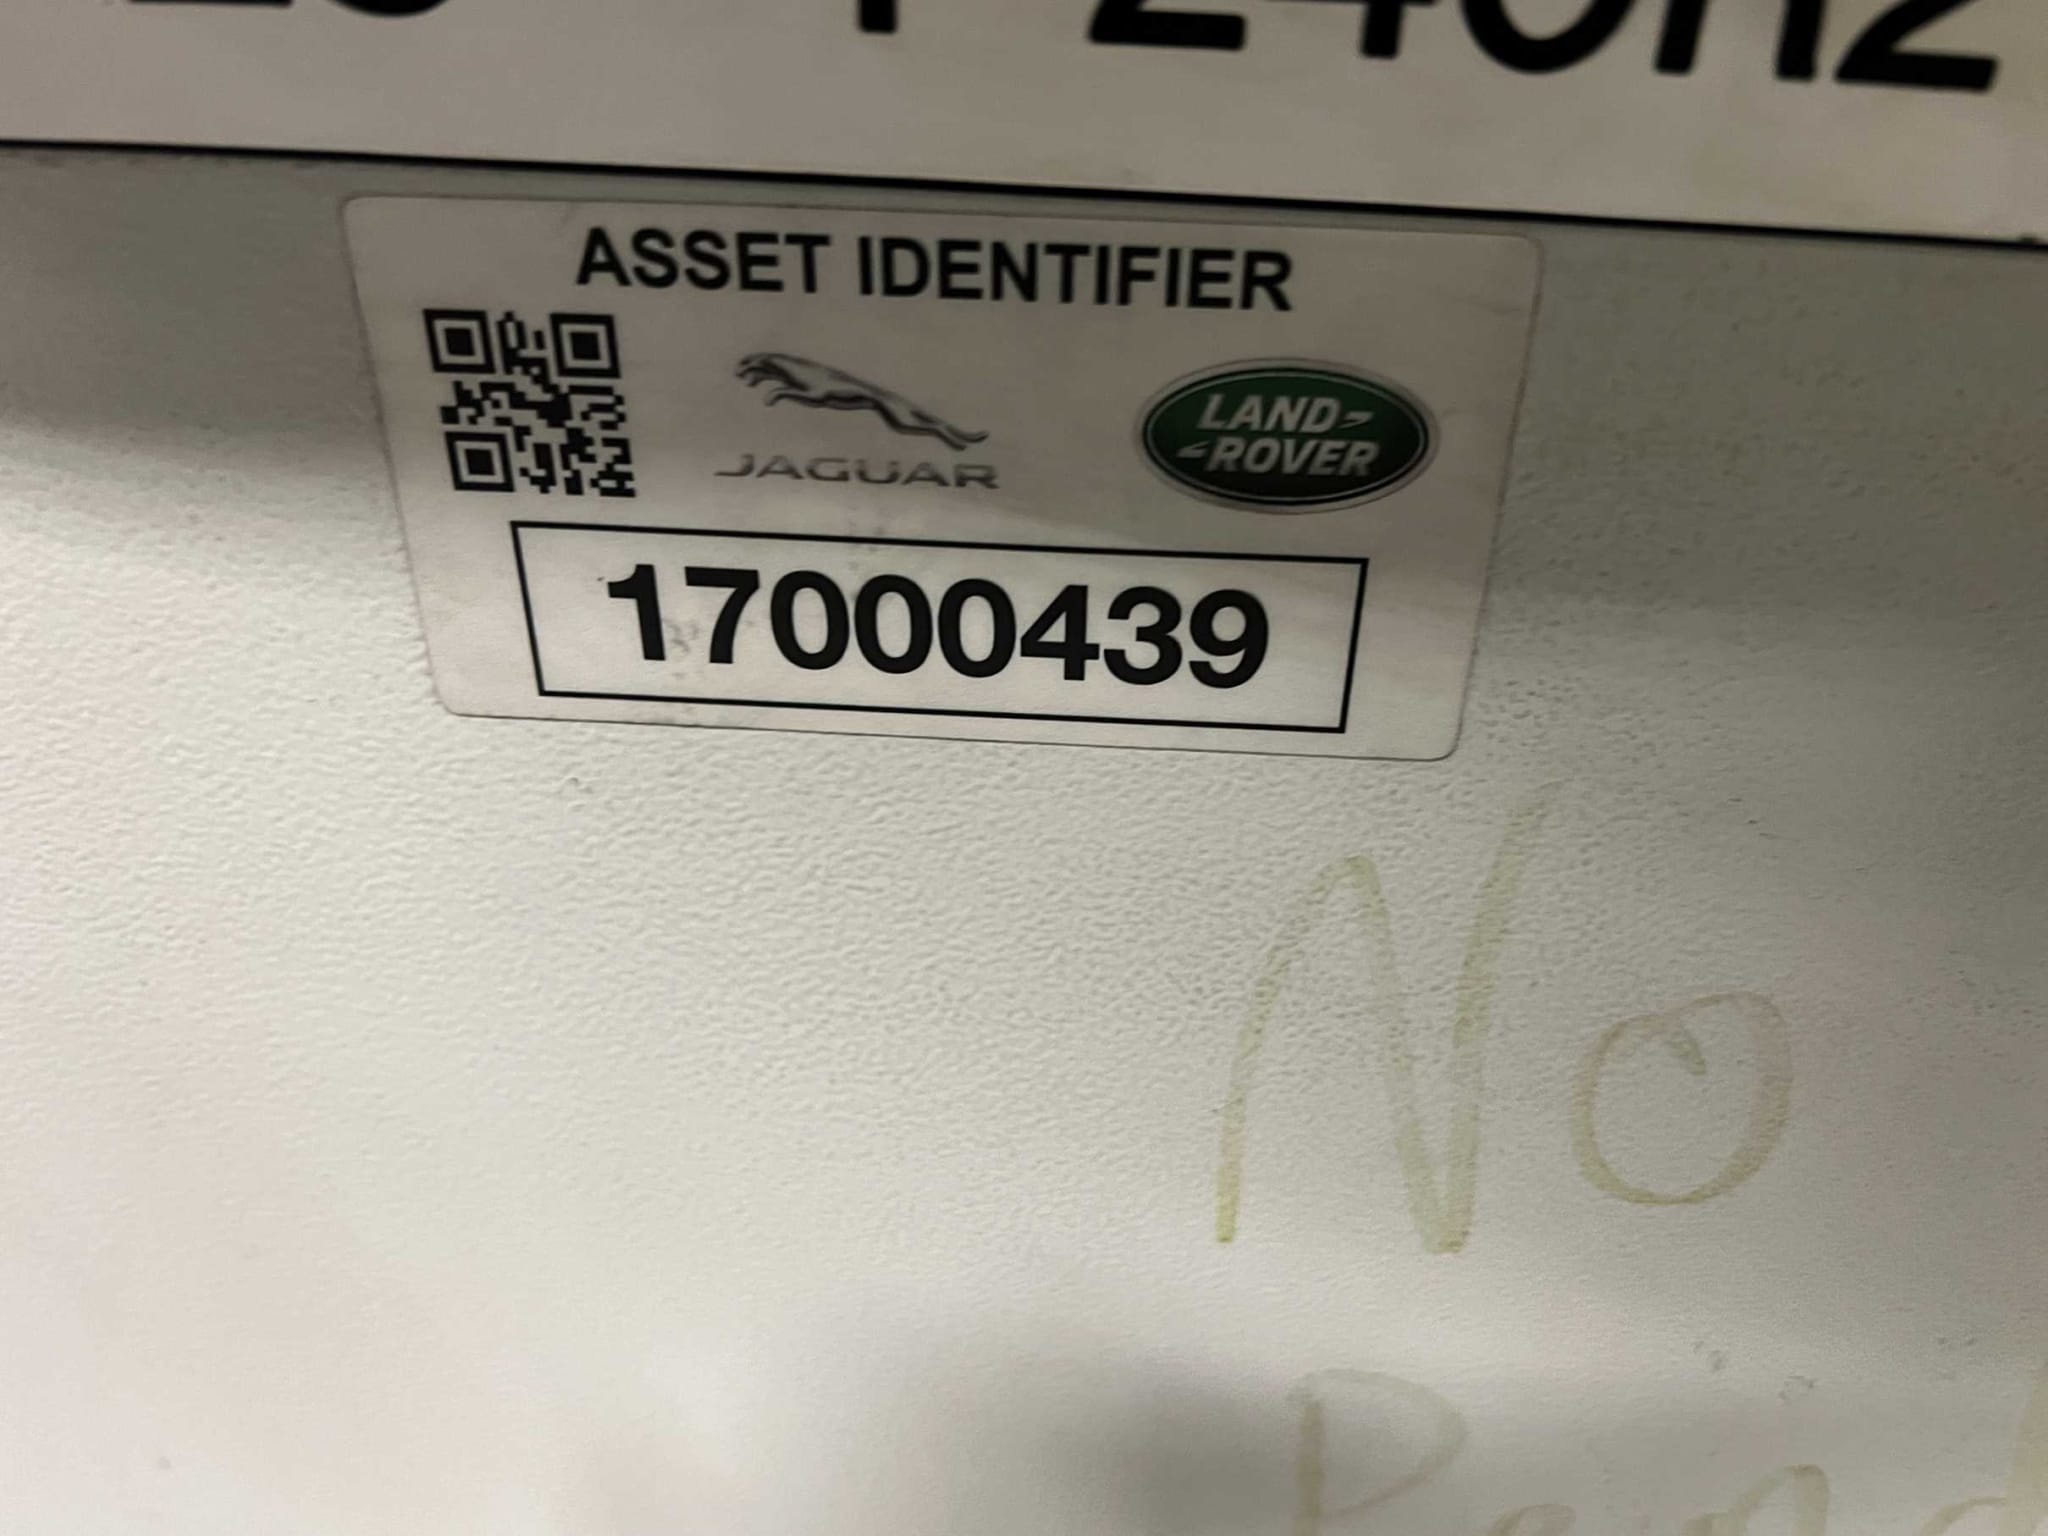 ASSET IDENTIFIER
JAGUAR
LAND
ROVER
17000439
No